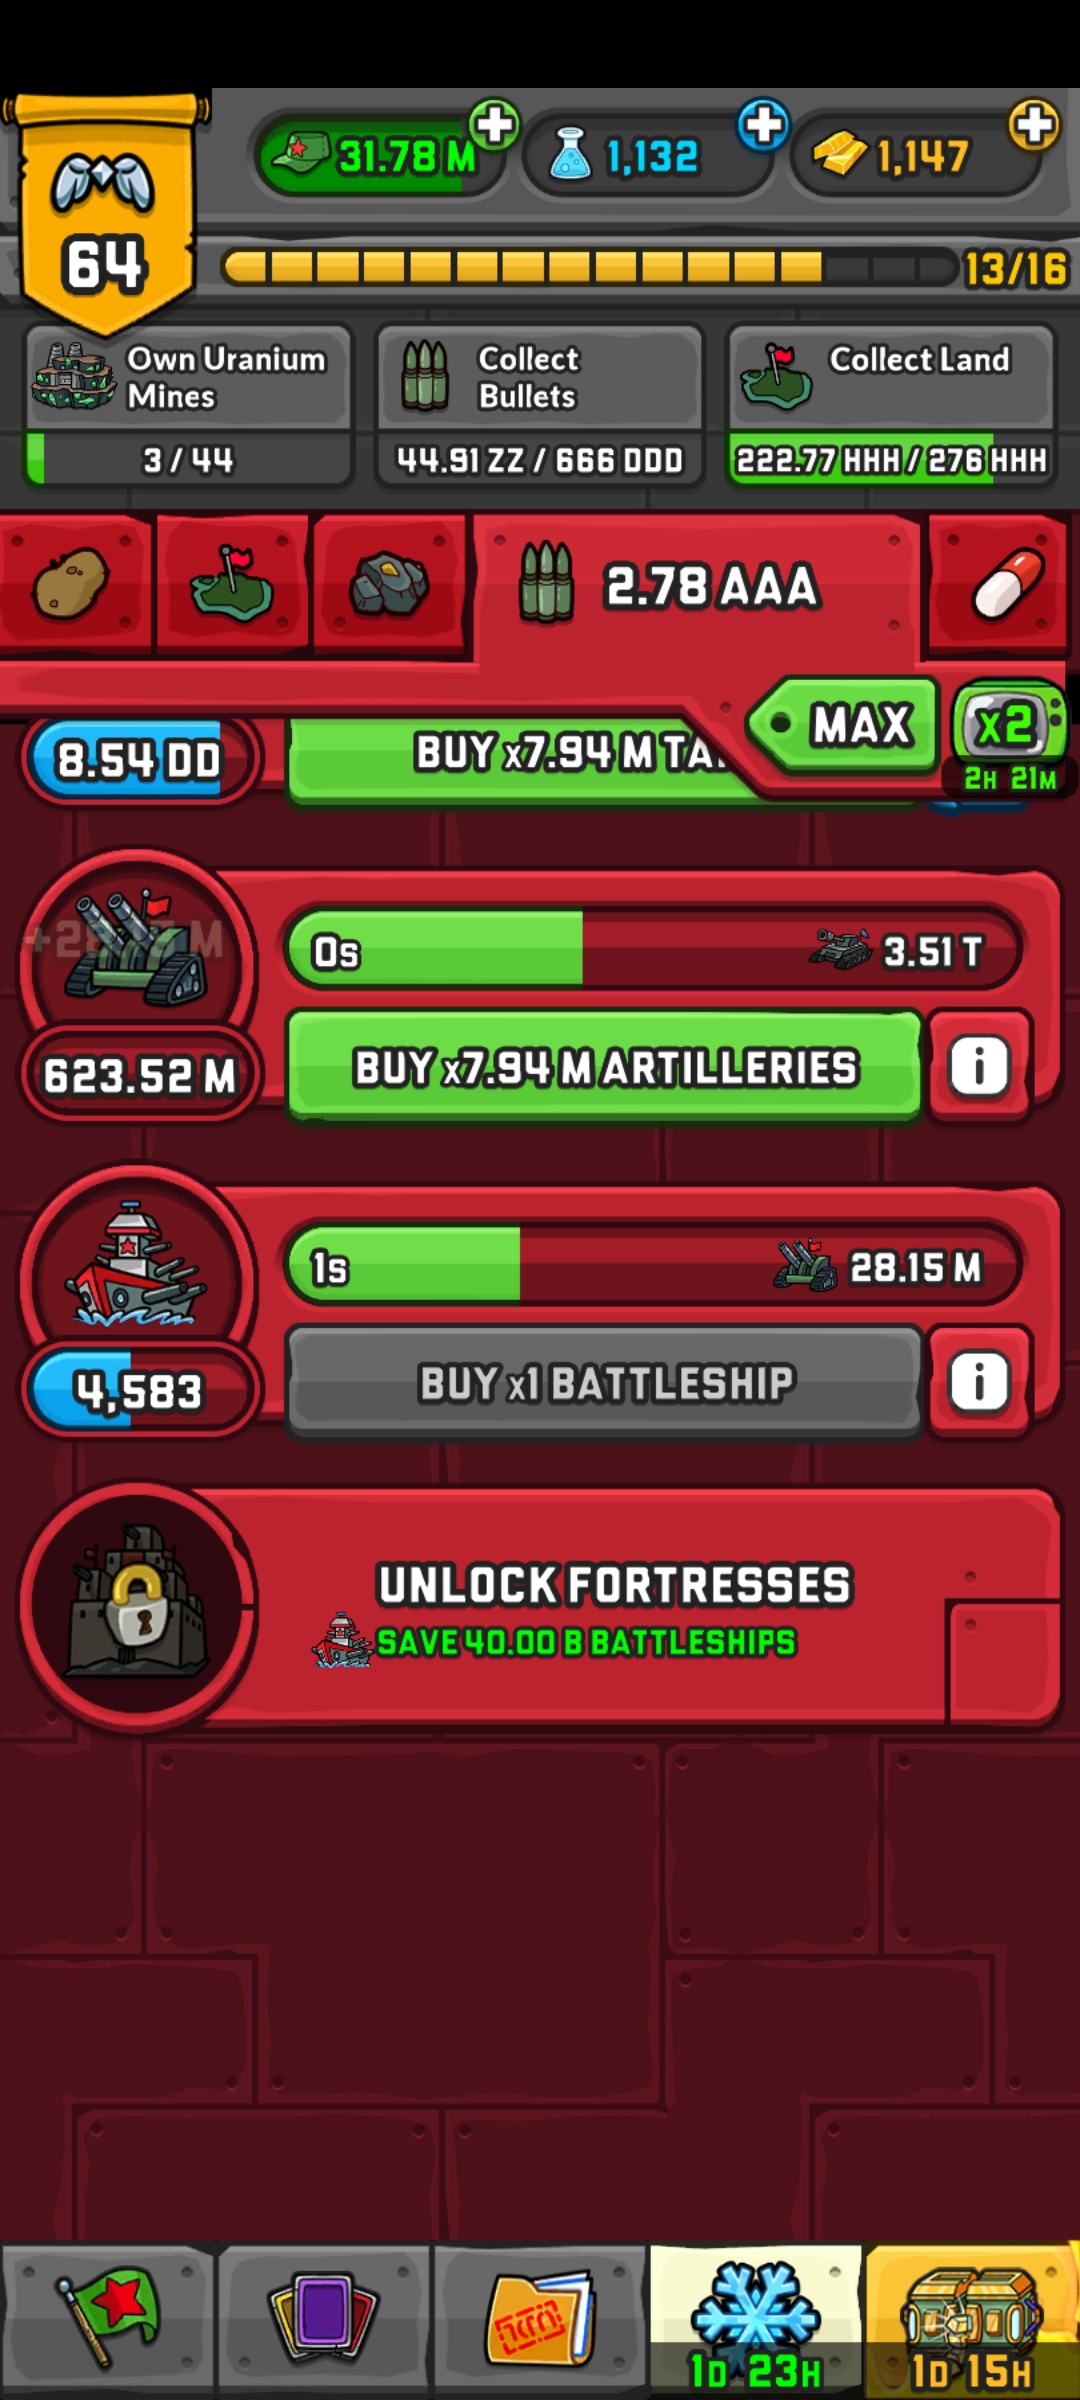 31.78 M
1,132
1,147
64
13/16
Own Uranium
Mines
3 / 44
Collect
Bullets
44.91 ZZ / 666 DDD
Collect Land
222.77 HHH / 276 HHH
2.78 AAA
MAX
x2
2H 21M
8.54 DD
BUY x7.94 M TA
0s
3.51 T
623.52 M
BUY x7.94 M ARTILLERIES
i
1s
28.15 M
4,583
BUY x1 BATTLESHIP
i
UNLOCK FORTRESSES
SAVE 40.00 B BATTLESHIPS
1D 23H
1D 15H